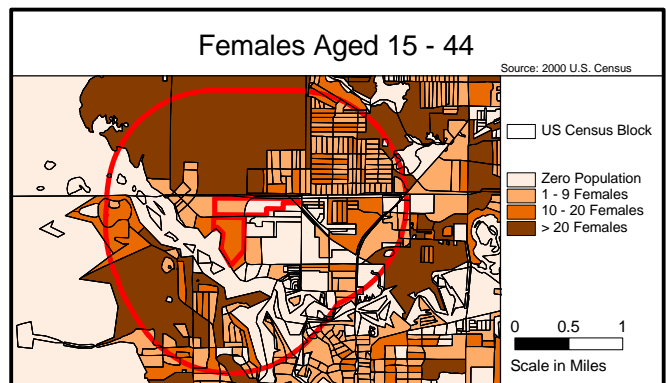 Females Aged 15 - 44
Source: 2000 U.S. Census
US Census Block
Zero Population
1 - 9 Females
10 - 20 Females
> 20 Females
0 0.5 1
Scale in Miles